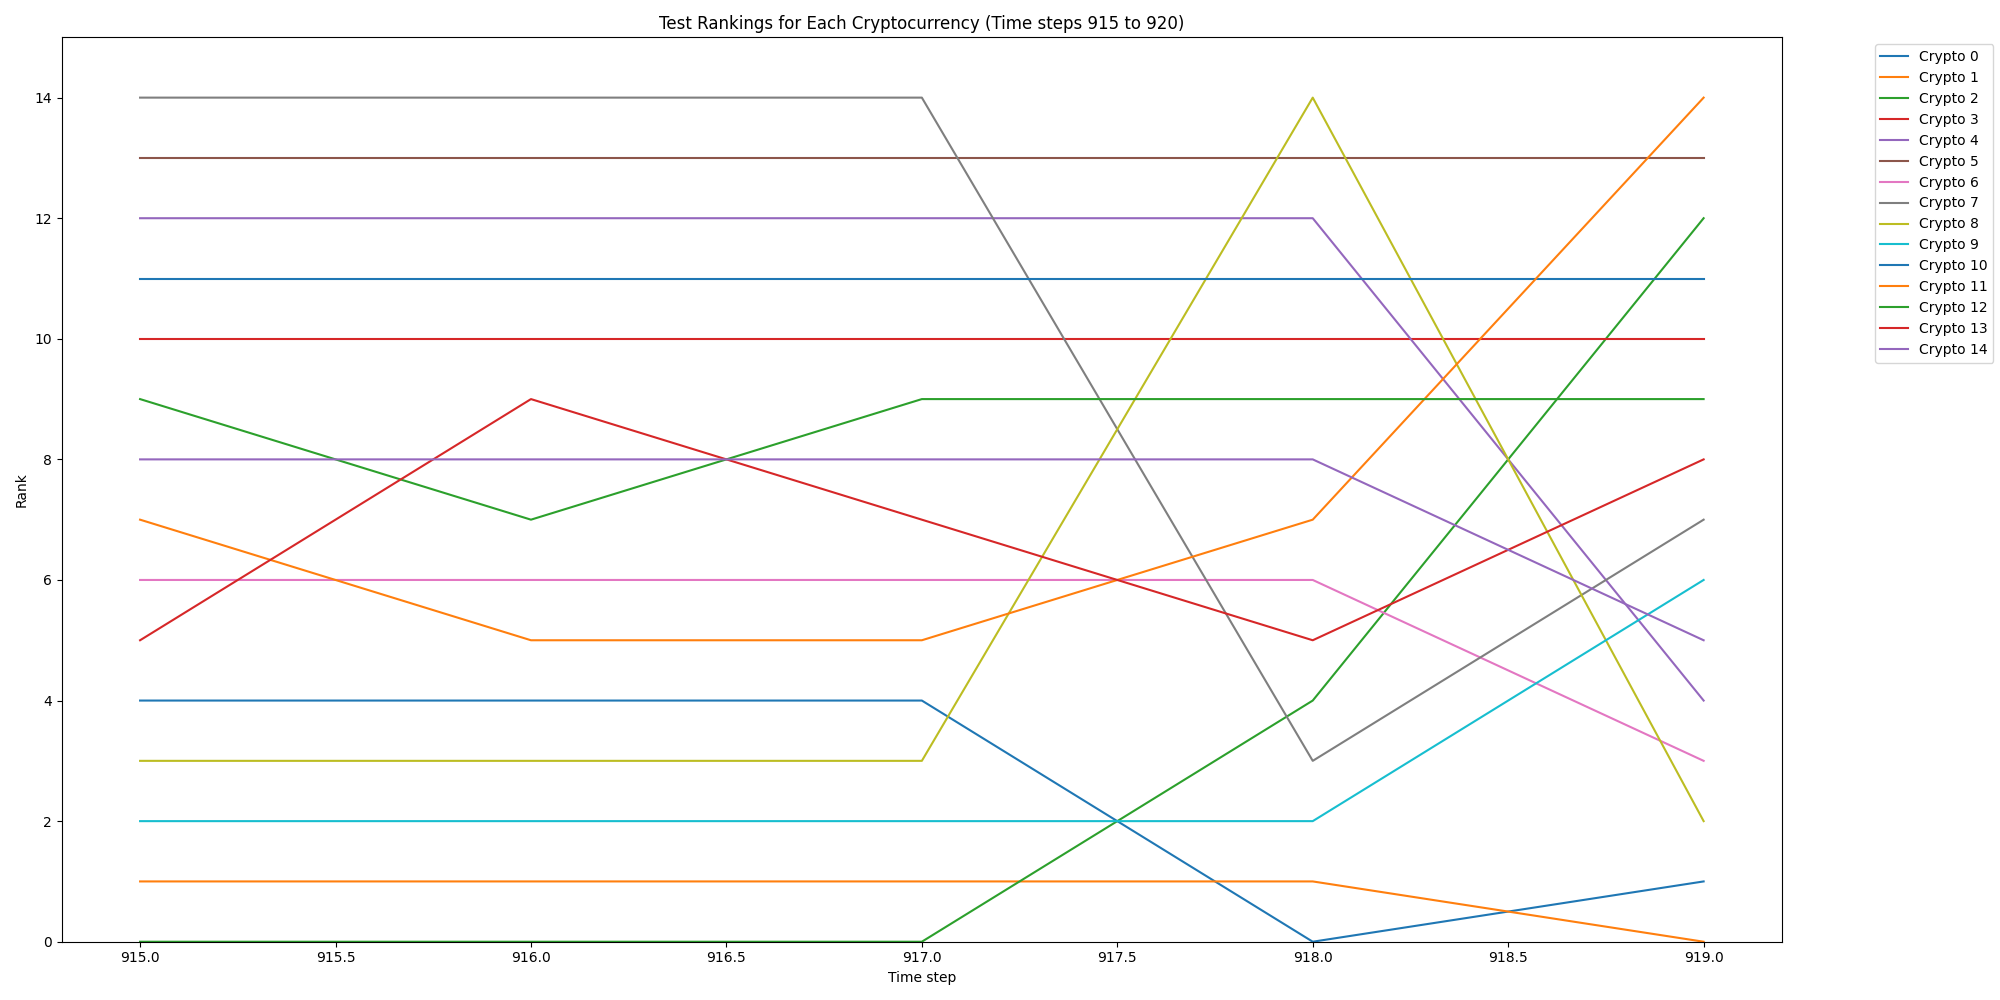 Test Rankings for Each Cryptocurrency (Time steps 915 to 920)
Rank
14
12
10
8
6
4
2
0
915.0
915.5
916.0
916.5
917.0
917.5
918.0
918.5
919.0
Time step
Crypto 0
Crypto 1
Crypto 2
Crypto 3
Crypto 4
Crypto 5
Crypto 6
Crypto 7
Crypto 8
Crypto 9
Crypto 10
Crypto 11
Crypto 12
Crypto 13
Crypto 14